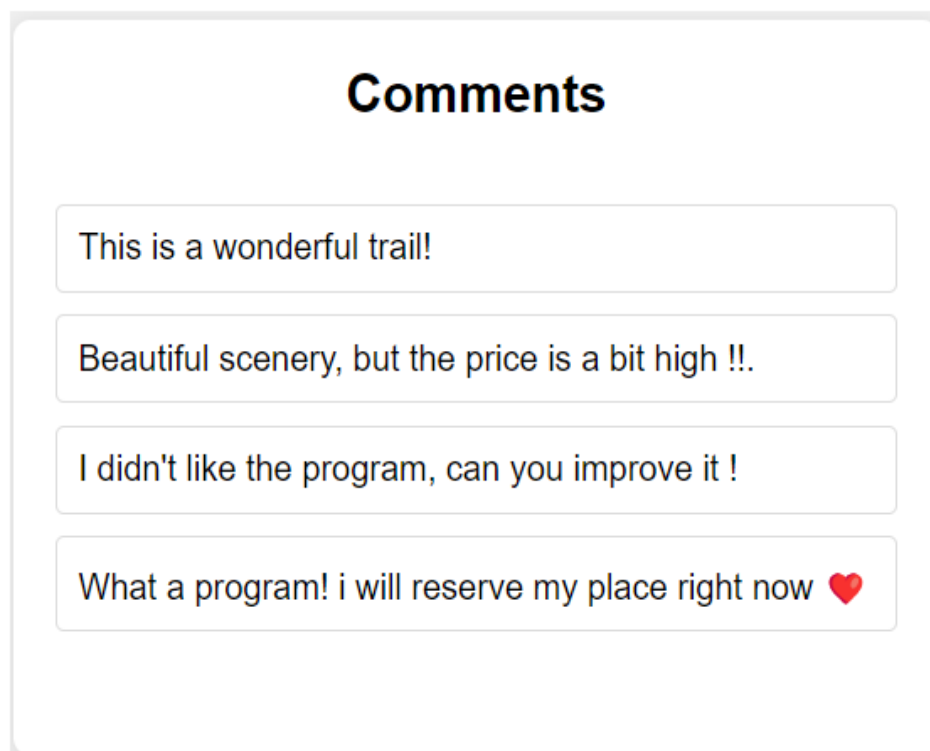 Comments
This is a wonderful trail!
Beautiful scenery, but the price is a bit high !!.
I didn't like the program, can you improve it !
What a program! i will reserve my place right now ❤️